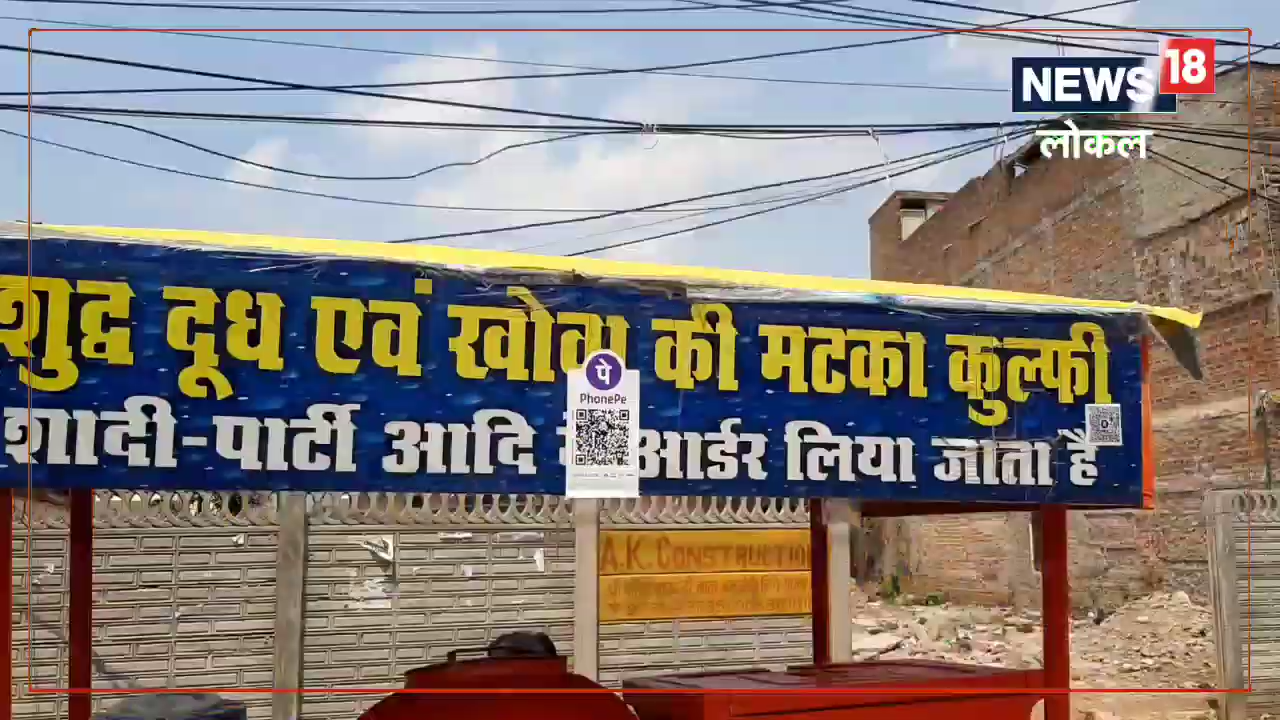 NEWS 18
लोकल
शुद्ध दूध एवं खोवा की मटका कुल्फी
शादी-पार्टी आदि आर्डर लिया जाता है
पे
PhonePe
A.K. CONSTRUCTION